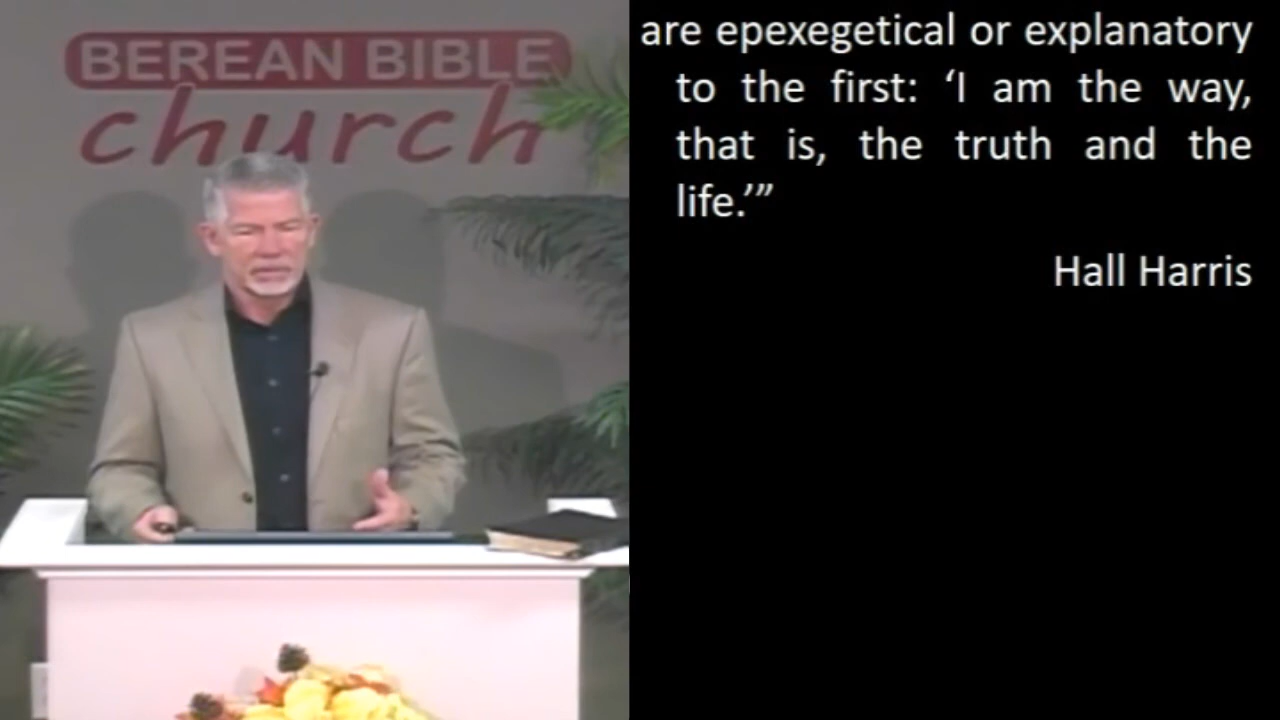 BEREAN BIBLE
church
are epexegetical or explanatory
to the first: ‘I am the way,
that is, the truth and the
life.’”
Hall Harris